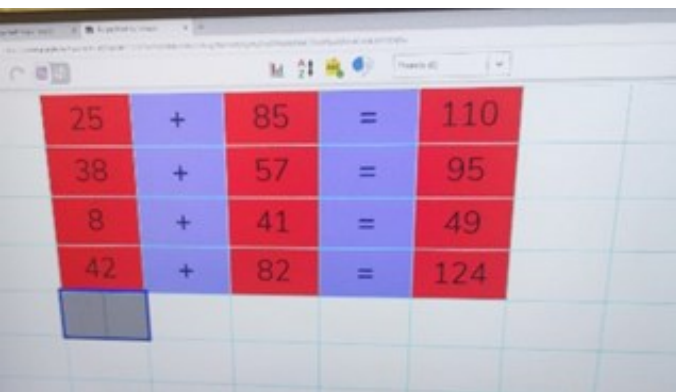 25 + 85 = 110
38 + 57 = 95
8 + 41 = 49
42 + 82 = 124